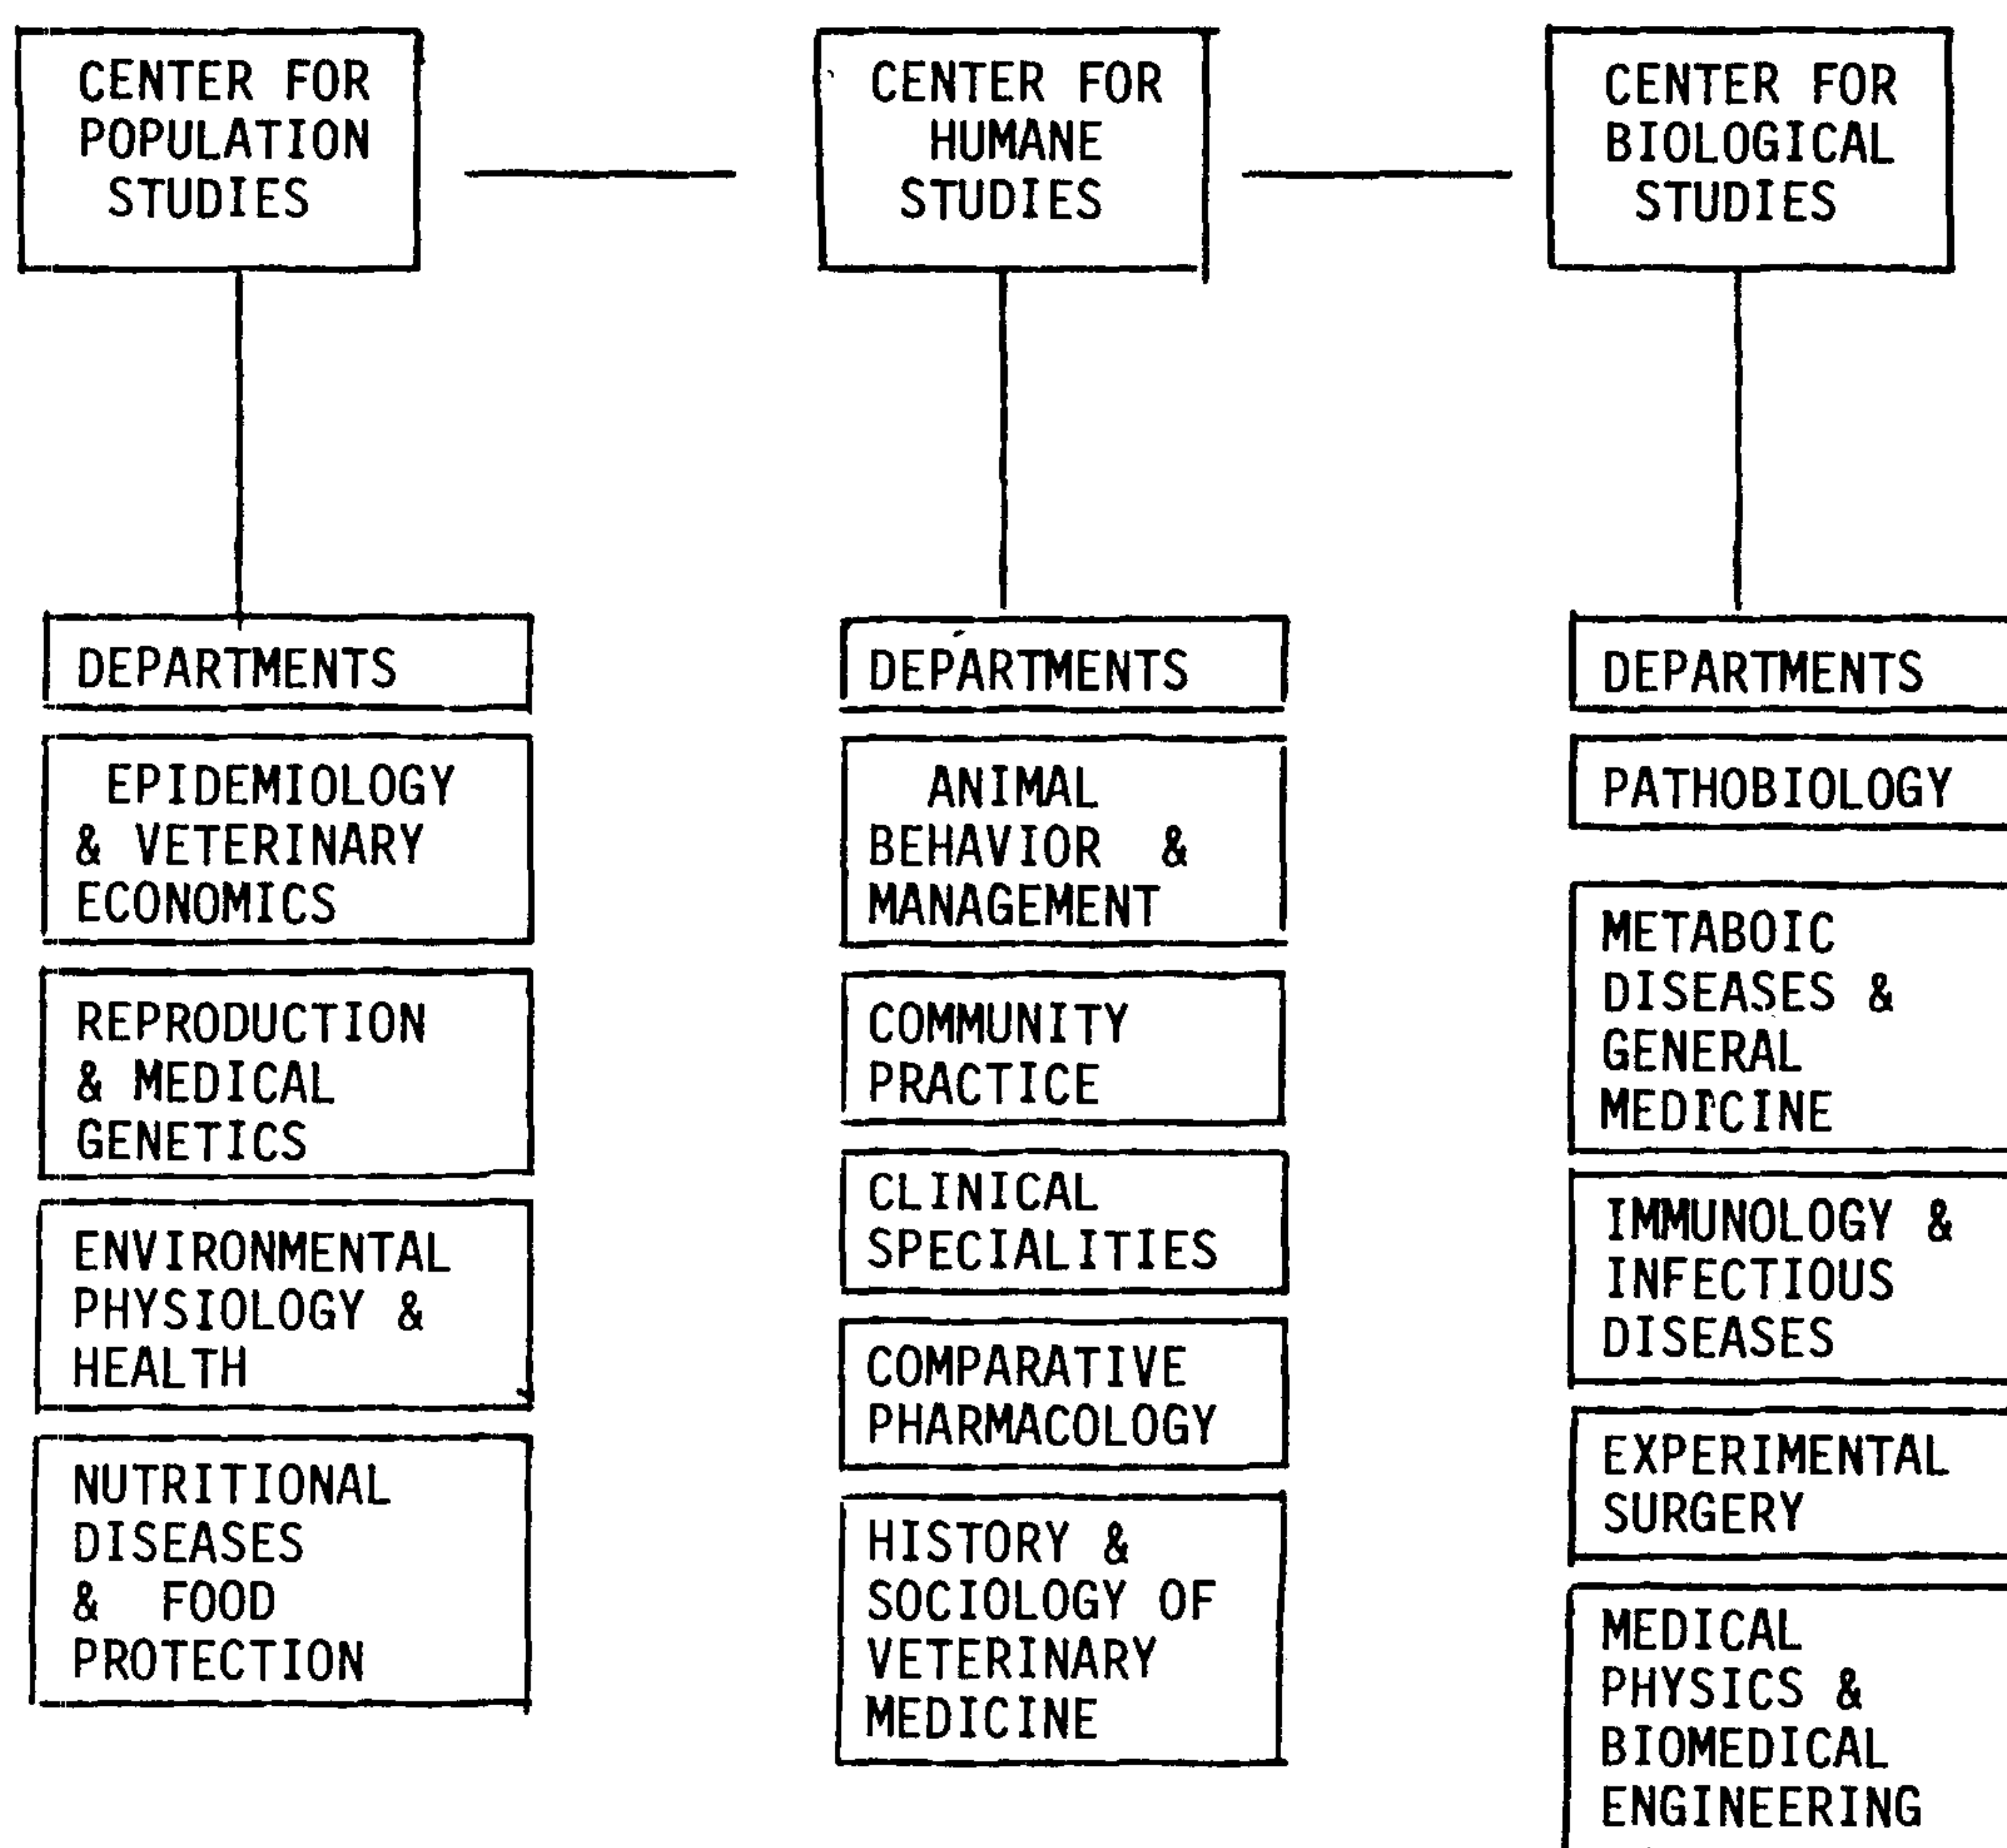 CENTER FOR
POPULATION
STUDIES
CENTER FOR
HUMANE
STUDIES
CENTER FOR
BIOLOGICAL
STUDIES
DEPARTMENTS
EPIDEMIOLOGY
& VETERINARY
ECONOMICS
REPRODUCTION
& MEDICAL
GENETICS
ENVIRONMENTAL
PHYSIOLOGY &
HEALTH
NUTRITIONAL
DISEASES
& FOOD
PROTECTION
DEPARTMENTS
ANIMAL
BEHAVIOR &
MANAGEMENT
COMMUNITY
PRACTICE
CLINICAL
SPECIALITIES
COMPARATIVE
PHARMACOLOGY
HISTORY &
SOCIOLOGY OF
VETERINARY
MEDICINE
DEPARTMENTS
PATHOBIOLOGY
METABOIC
DISEASES &
GENERAL
MEDICINE
IMMUNOLOGY &
INFECTIOUS
DISEASES
EXPERIMENTAL
SURGERY
MEDICAL
PHYSICS &
BIOMEDICAL
ENGINEERING